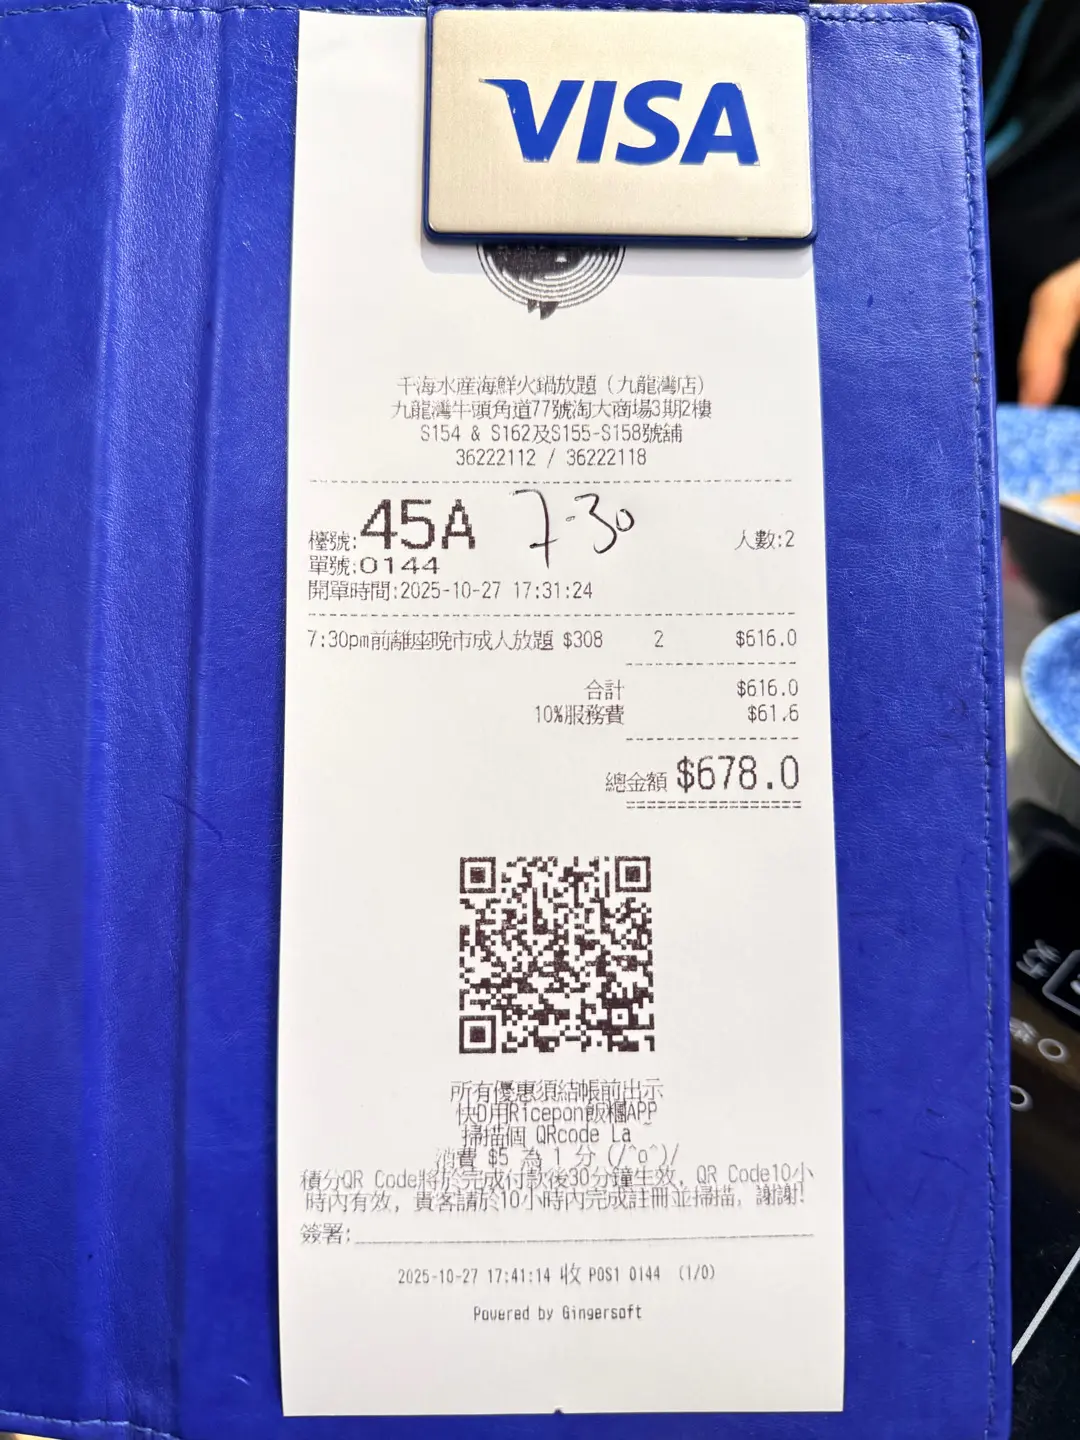 VISA
千海水產海鮮火鍋放題（九龍灣店）
九龍灣牛頭角道77號淘大商場3期2樓
S154 & S162及S155-S158號舖
36222112 / 36222118
檯號:45A 7-30 人數:2
單號:0144
開單時間:2025-10-27 17:31:24
7:30pm前離座晚市成人放題 $308 2 $616.0
合計 $616.0
10%服務費 $61.6
總金額 $678.0
所有優惠須結帳前出示
快D用Ricepon飯糰APP
掃描個 QRcode La~
消費 $5 為 1 分 (/^o^)/
積分QR Code將於完成付款後30分鐘生效，QR Code10小
時內有效，貴客請於10小時內完成註冊並掃描，謝謝!
簽署:
2025-10-27 17:41:14 收 POS1 0144 (1/0)
Powered by Gingersoft